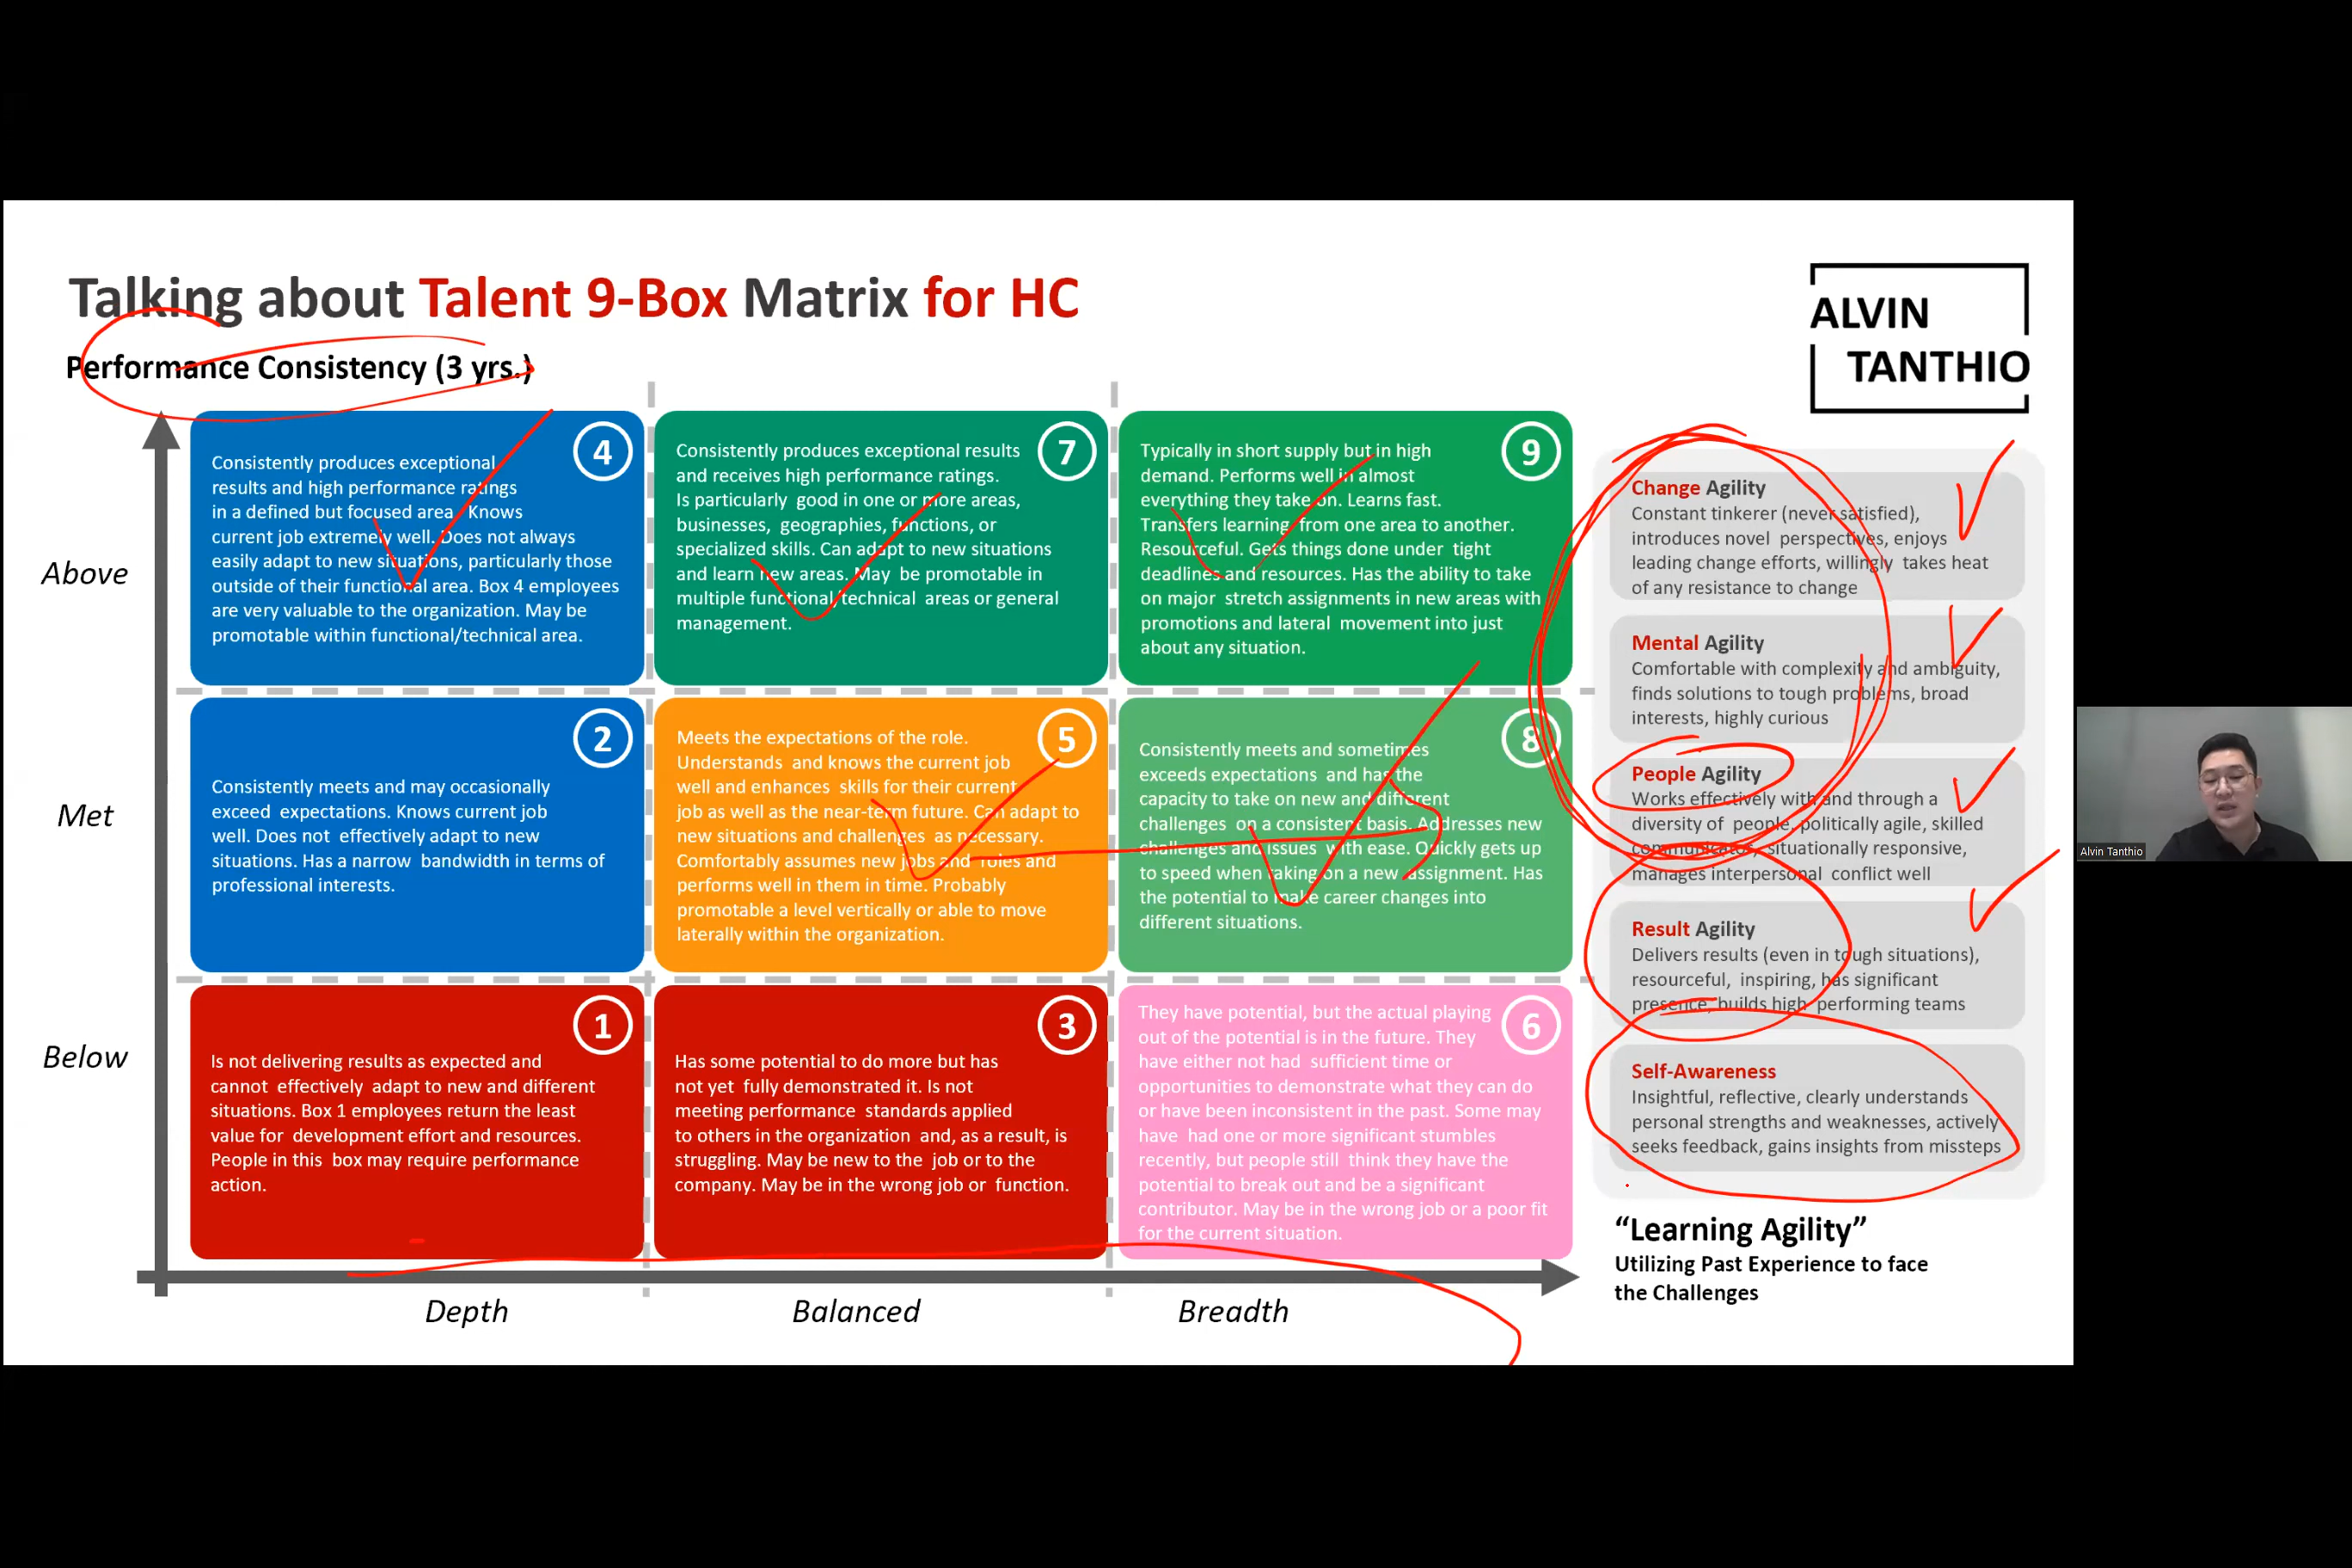 Talking about Talent 9-Box Matrix for HC
ALVIN
TANTHIO
Performance Consistency (3 yrs.)
Above
4
Consistently produces exceptional
results and high performance ratings
in a defined but focused area. Knows
current job extremely well. Does not always
easily adapt to new situations, particularly those
outside of their functional area. Box 4 employees
are very valuable to the organization. May be
promotable within functional/technical area.
7
Consistently produces exceptional results
and receives high performance ratings.
Is particularly good in one or more areas,
businesses, geographies, functions, or
specialized skills. Can adapt to new situations
and learn new areas. May be promotable in
multiple functional/technical areas or general
management.
9
Typically in short supply but in high
demand. Performs well in almost
everything they take on. Learns fast.
Transfers learning from one area to another.
Resourceful. Gets things done under tight
deadlines and resources. Has the ability to take
on major stretch assignments in new areas with
promotions and lateral movement into just
about any situation.
Met
2
Consistently meets and may occasionally
exceed expectations. Knows current job
well. Does not effectively adapt to new
situations. Has a narrow bandwidth in terms of
professional interests.
5
Meets the expectations of the role.
Understands and knows the current job
well and enhances skills for their current
job as well as the near-term future. Can adapt to
new situations and challenges as necessary.
Comfortably assumes new jobs and roles and
performs well in them in time. Probably
promotable a level vertically or able to move
laterally within the organization.
8
Consistently meets and sometimes
exceeds expectations and has the
capacity to take on new and different
challenges on a consistent basis. Addresses new
challenges and issues with ease. Quickly gets up
to speed when taking on a new assignment. Has
the potential to make career changes into
different situations.
Below
1
Is not delivering results as expected and
cannot effectively adapt to new and different
situations. Box 1 employees return the least
value for development effort and resources.
People in this box may require performance
action.
3
Has some potential to do more but has
not yet fully demonstrated it. Is not
meeting performance standards applied
to others in the organization and, as a result, is
struggling. May be new to the job or to the
company. May be in the wrong job or function.
6
They have potential, but the actual playing
out of the potential is in the future. They
have either not had sufficient time or
opportunities to demonstrate what they can do
or have been inconsistent in the past. Some may
have had one or more significant stumbles
recently, but people still think they have the
potential to break out and be a significant
contributor. May be in the wrong job or a poor fit
for the current situation.
Depth
Balanced
Breadth
Change Agility
Constant tinkerer (never satisfied),
introduces novel perspectives, enjoys
leading change efforts, willingly takes heat
of any resistance to change
Mental Agility
Comfortable with complexity and ambiguity,
finds solutions to tough problems, broad
interests, highly curious
People Agility
Works effectively with and through a
diversity of people, politically agile, skilled
communicator, situationally responsive,
manages interpersonal conflict well
Result Agility
Delivers results (even in tough situations),
resourceful, inspiring, has significant
presence, builds high performing teams
Self-Awareness
Insightful, reflective, clearly understands
personal strengths and weaknesses, actively
seeks feedback, gains insights from missteps
“Learning Agility”
Utilizing Past Experience to face
the Challenges
Alvin Tanthio